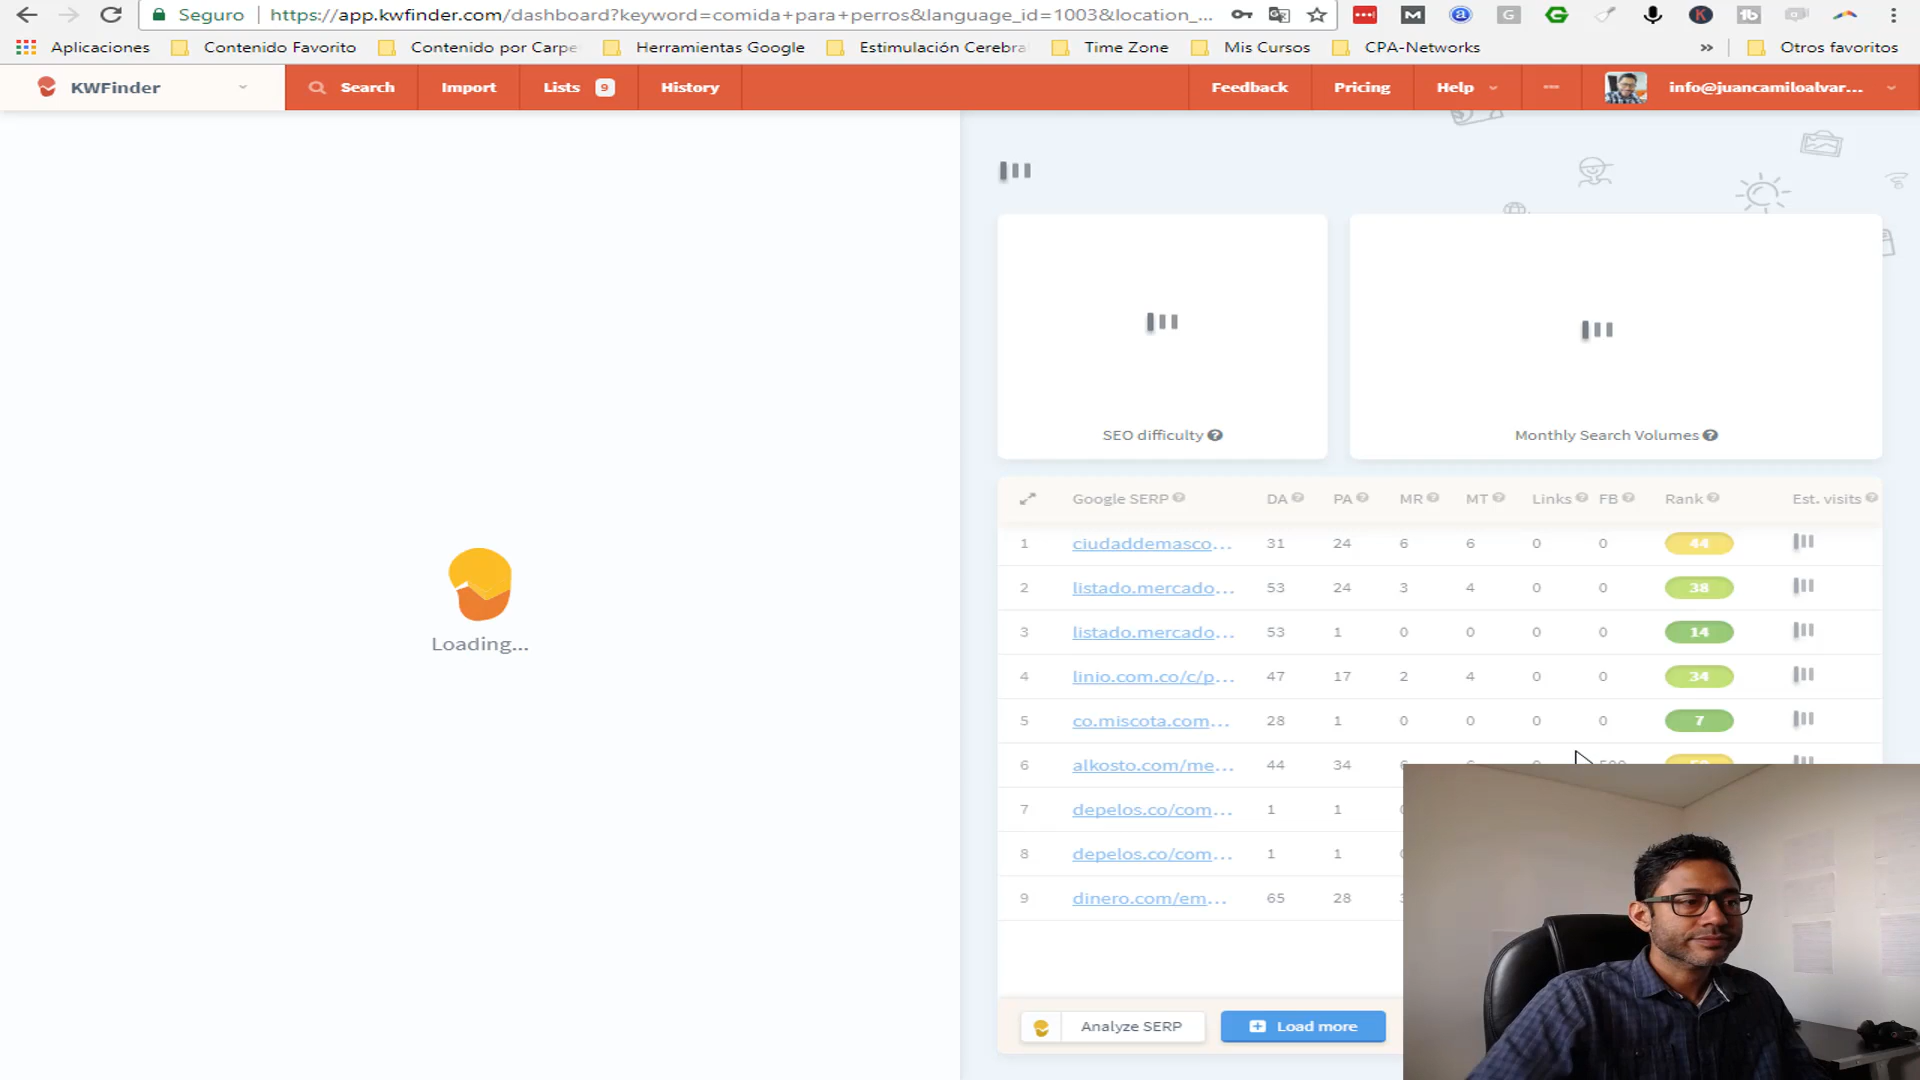 Seguro https://app.kwfinder.com/dashboard?keyword=comida+para+perros&language_id=1003&location_...
Aplicaciones Contenido Favorito Contenido por Carpe Herramientas Google Estimulación Cerebral Time Zone Mis Cursos CPA-Networks » Otros favoritos
KWFinder Search Import Lists 9 History Feedback Pricing Help info@juancamiloalvar...
SEO difficulty Monthly Search Volumes
Google SERP DA PA MR MT Links FB Rank Est. visits
1 ciudaddemasco... 31 24 6 6 0 0 44
2 listado.mercado... 53 24 3 4 0 0 38
3 listado.mercado... 53 1 0 0 0 0 14
4 linio.com.co/c/p... 47 17 2 4 0 0 34
5 co.miscota.com... 28 1 0 0 0 0 7
6 alkosto.com/me... 44 34
7 depelos.co/com... 1 1
8 depelos.co/com... 1 1
9 dinero.com/em... 65 28
Loading...
Analyze SERP Load more